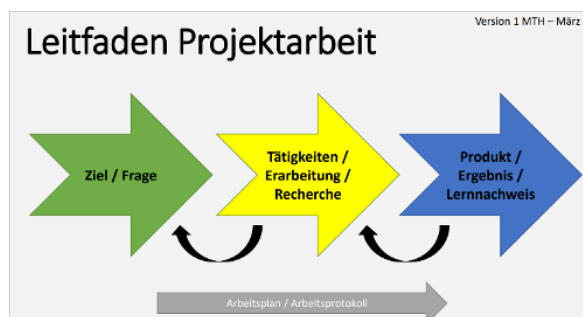 Version 1 MTH – März
Leitfaden Projektarbeit
Ziel / Frage
Tätigkeiten /
Erarbeitung /
Recherche
Produkt /
Ergebnis /
Lernnachweis
Arbeitsplan / Arbeitsprotokoll